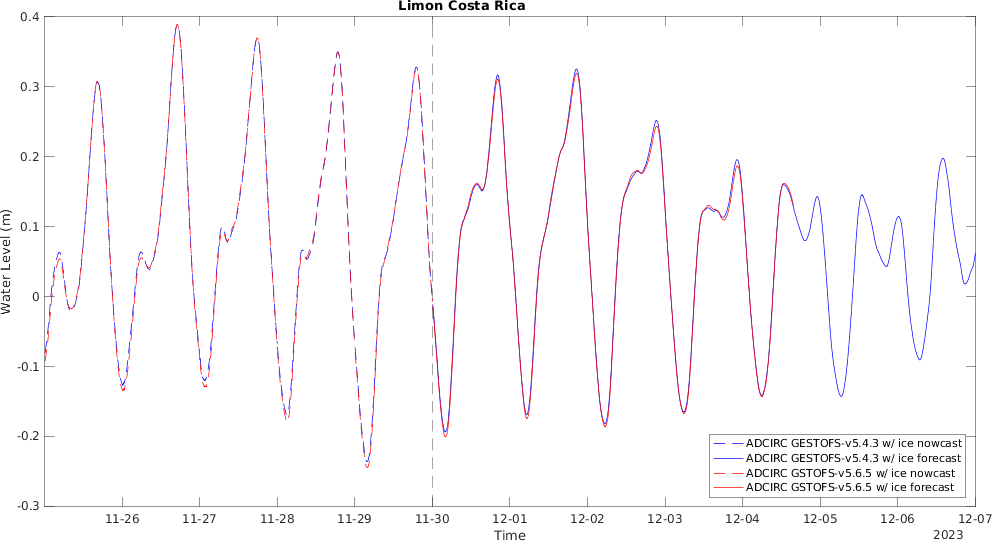 Limon Costa Rica
0.4
0.3
0.2
0.1
0
-0.1
-0.2
-0.3
Water Level (m)
ADCIRC GESTOFS-v5.4.3 w/ ice nowcast
ADCIRC GESTOFS-v5.4.3 w/ ice forecast
ADCIRC GSTOFS-v5.6.5 w/ ice nowcast
ADCIRC GSTOFS-v5.6.5 w/ ice forecast
11-26 11-27 11-28 11-29 11-30 12-01 12-02 12-03 12-04 12-05 12-06 12-07
Time
2023